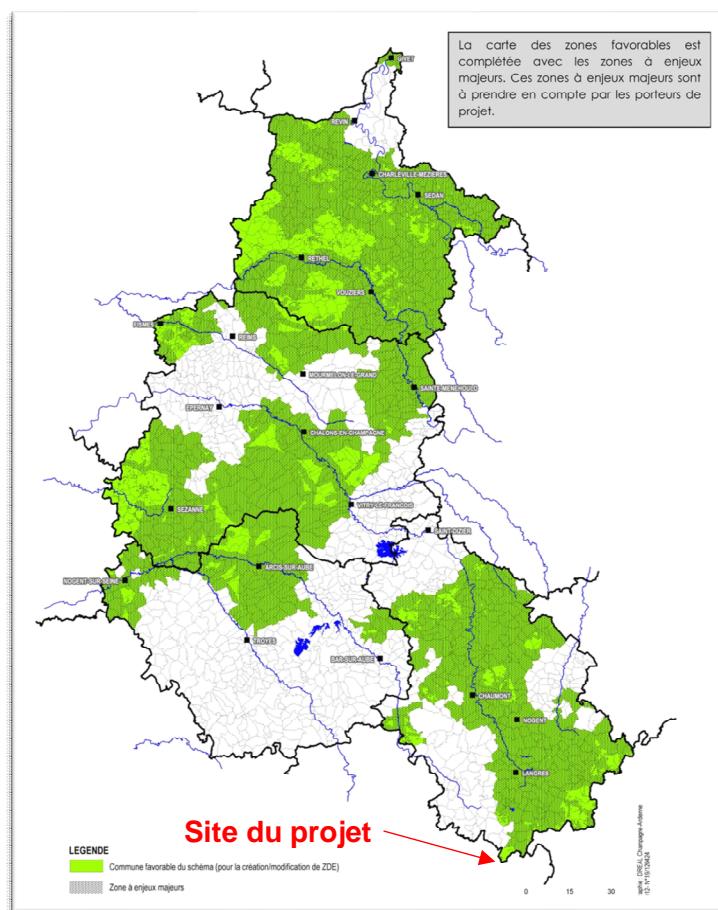 La carte des zones favorables est
complétée avec les zones à enjeux
majeurs. Ces zones à enjeux majeurs sont
à prendre en compte par les porteurs de
projet.
GIVET
REVIN
CHARLEVILLE-MEZIERES
SEDAN
RETHEL
VOUZIERS
FISMES
REIMS
MOURMELON-LE-GRAND
SAINTE-MENEHOULD
EPERNAY
CHALONS-EN-CHAMPAGNE
SEZANNE
VITRY-LE-FRANCOIS
SAINT-DIZIER
ARCIS-SUR-AUBE
NOGENT-SUR-SEINE
TROYES
BAR-SUR-AUBE
CHAUMONT
NOGENT
LANGRES
Site du projet
LEGENDE
Commune favorable du schéma (pour la création/modification de ZDE)
Zone à enjeux majeurs
0 15 30
aphie : DREAL Champagne-Ardenne